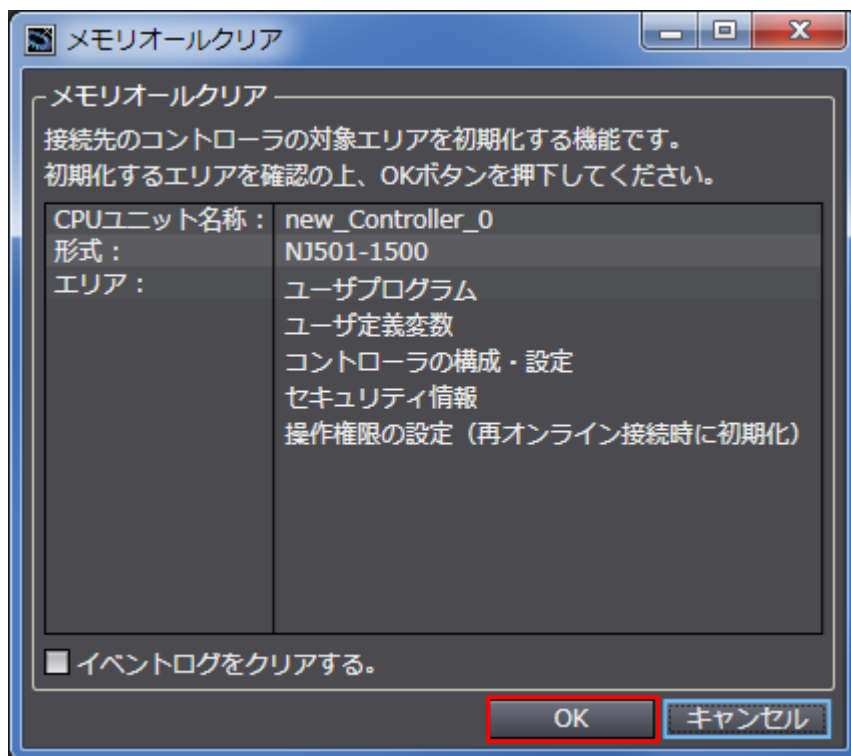 メモリオールクリア
メモリオールクリア
接続先のコントローラの対象エリアを初期化する機能です。
初期化するエリアを確認の上、OKボタンを押下してください。
CPUユニット名称： new_Controller_0
形式： NJ501-1500
エリア： ユーザプログラム
ユーザ定義変数
コントローラの構成・設定
セキュリティ情報
操作権限の設定（再オンライン接続時に初期化）
イベントログをクリアする。
OK キャンセル